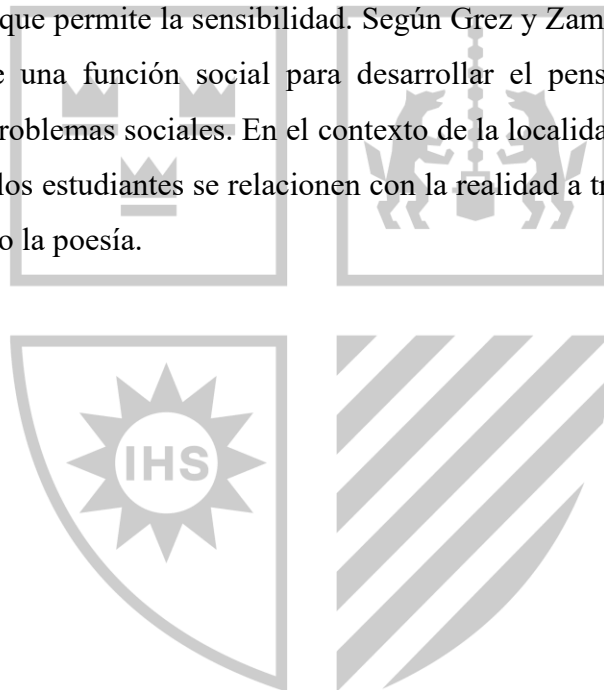 que permite la sensibilidad. Según Grez y Zam
una función social para desarrollar el pens
roblemas sociales. En el contexto de la localida
los estudiantes se relacionen con la realidad a tr
o la poesía.
IHS